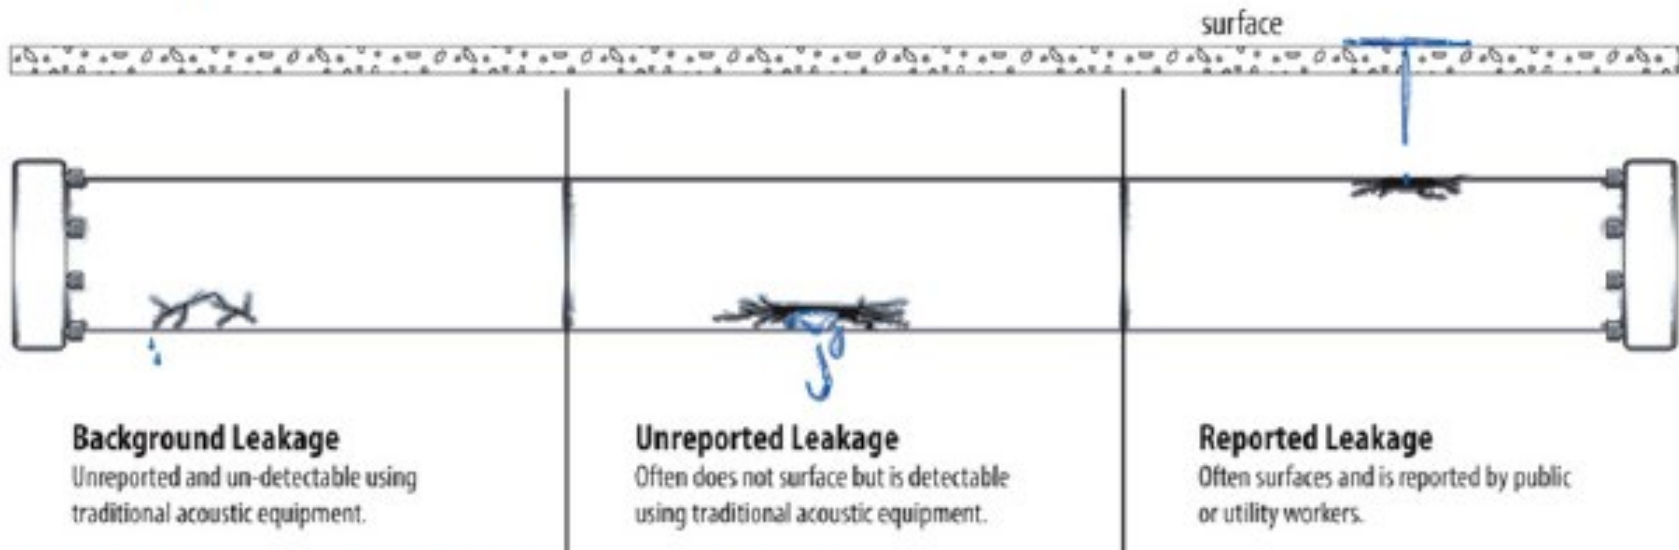 surface
Background Leakage
Unreported and un-detectable using
traditional acoustic equipment.
Unreported Leakage
Often does not surface but is detectable
using traditional acoustic equipment.
Reported Leakage
Often surfaces and is reported by public
or utility workers.